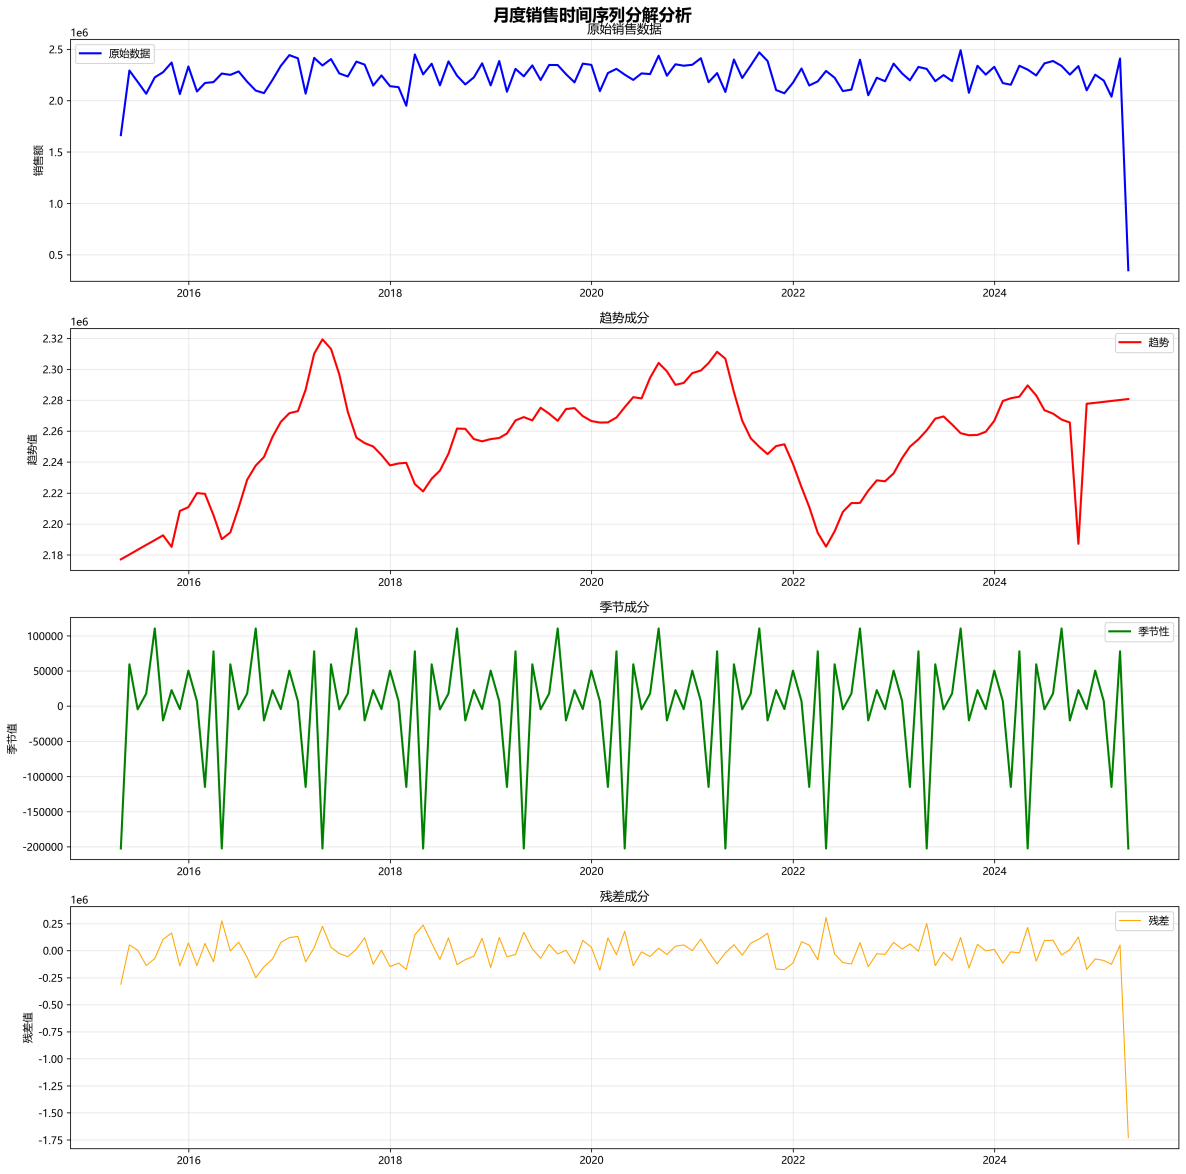 月度销售时间序列分解分析
原始销售数据
1e6
原始数据
销售额
2.5
2.0
1.5
1.0
0.5
2016 2018 2020 2022 2024
趋势成分
1e6
趋势
趋势值
2.32
2.30
2.28
2.26
2.24
2.22
2.20
2.18
2016 2018 2020 2022 2024
季节成分
季节性
季节值
100000
50000
0
-50000
-100000
-150000
-200000
2016 2018 2020 2022 2024
残差成分
1e6
残差
残差值
0.25
0.00
-0.25
-0.50
-0.75
-1.00
-1.25
-1.50
-1.75
2016 2018 2020 2022 2024